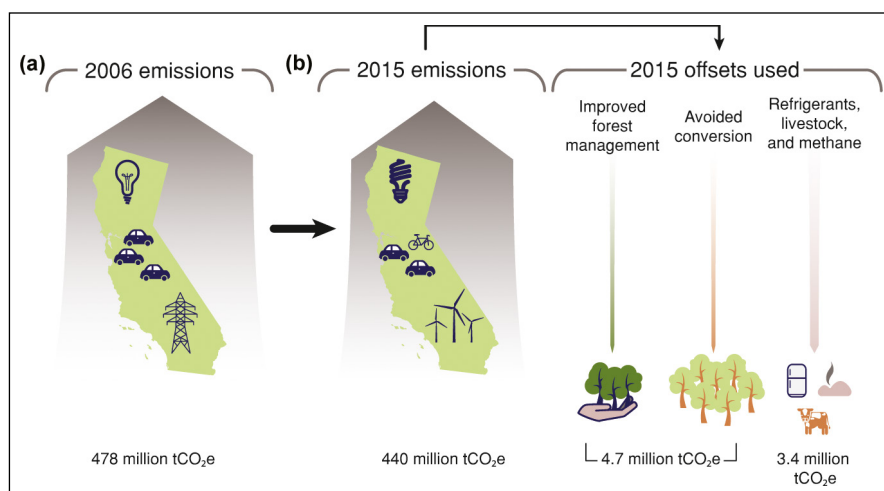 (a)
2006 emissions
(b)
2015 emissions
2015 offsets used
Improved
forest
management
Avoided
conversion
Refrigerants,
livestock,
and methane
478 million tCO₂e
440 million tCO₂e
4.7 million tCO₂e
3.4 million
tCO₂e